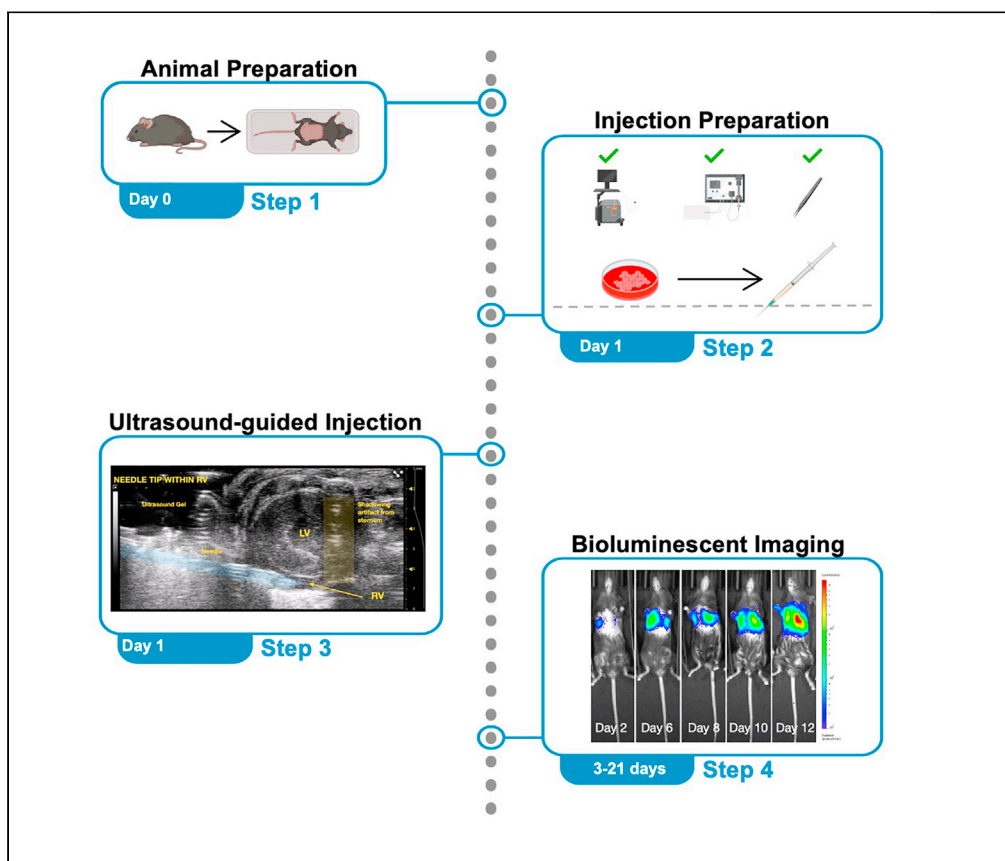 Animal Preparation
Day 0
Step 1
Injection Preparation
Day 1
Step 2
Ultrasound-guided Injection
NEEDLE TIP WITHIN RV
Ultrasound Gel
Shadowing
artifact from
sternum
LV
Needle
RV
Day 1
Step 3
Bioluminescent Imaging
Day 2
Day 6
Day 8
Day 10
Day 12
3-21 days
Step 4